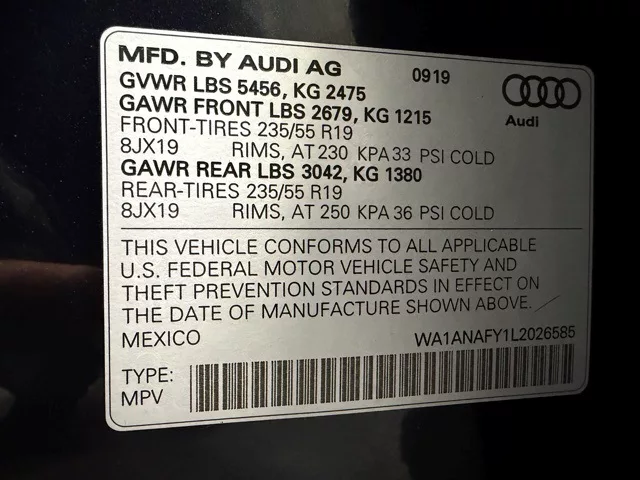 MFD. BY AUDI AG 0919
GVWR LBS 5456, KG 2475
GAWR FRONT LBS 2679, KG 1215
Audi
FRONT-TIRES 235/55 R19
8JX19 RIMS, AT 230 KPA 33 PSI COLD
GAWR REAR LBS 3042, KG 1380
REAR-TIRES 235/55 R19
8JX19 RIMS, AT 250 KPA 36 PSI COLD
THIS VEHICLE CONFORMS TO ALL APPLICABLE
U.S. FEDERAL MOTOR VEHICLE SAFETY AND
THEFT PREVENTION STANDARDS IN EFFECT ON
THE DATE OF MANUFACTURE SHOWN ABOVE.
MEXICO WA1ANAFY1L2026585
TYPE:
MPV